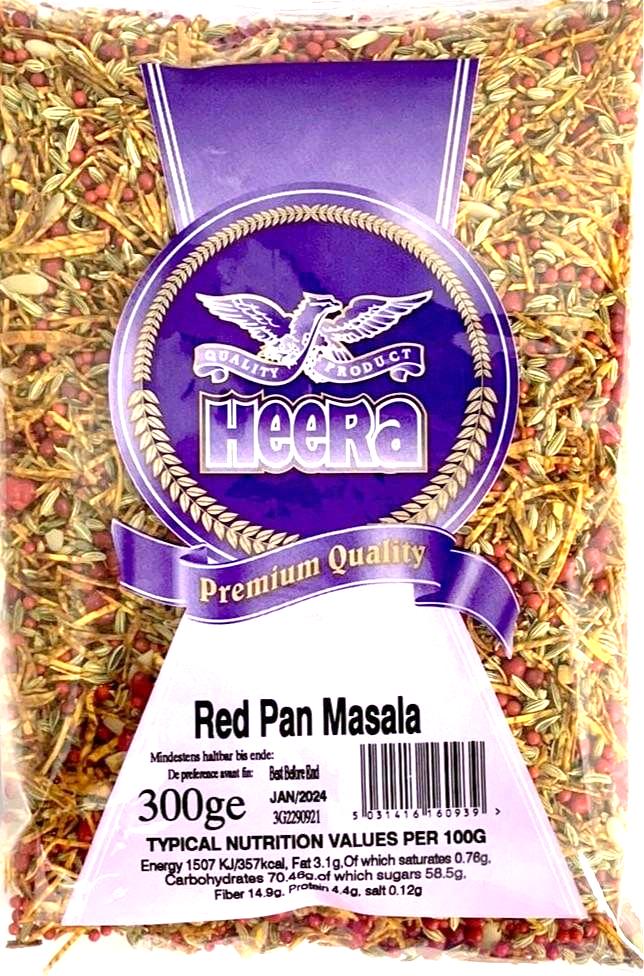 QUALITY PRODUCT
HEERA
Premium Quality
Red Pan Masala
Mindestens haltbar bis ende:
De preference avant fin: Best Before End
300ge JAN/2024
3G2290921
5 031416 160939 >
TYPICAL NUTRITION VALUES PER 100G
Energy 1507 KJ/357kcal, Fat 3.1g,Of which saturates 0.78g,
Carbohydrates 70.46g.of which sugars 58.5g,
Fiber 14.9g. Protein 4.4g, salt 0.12g